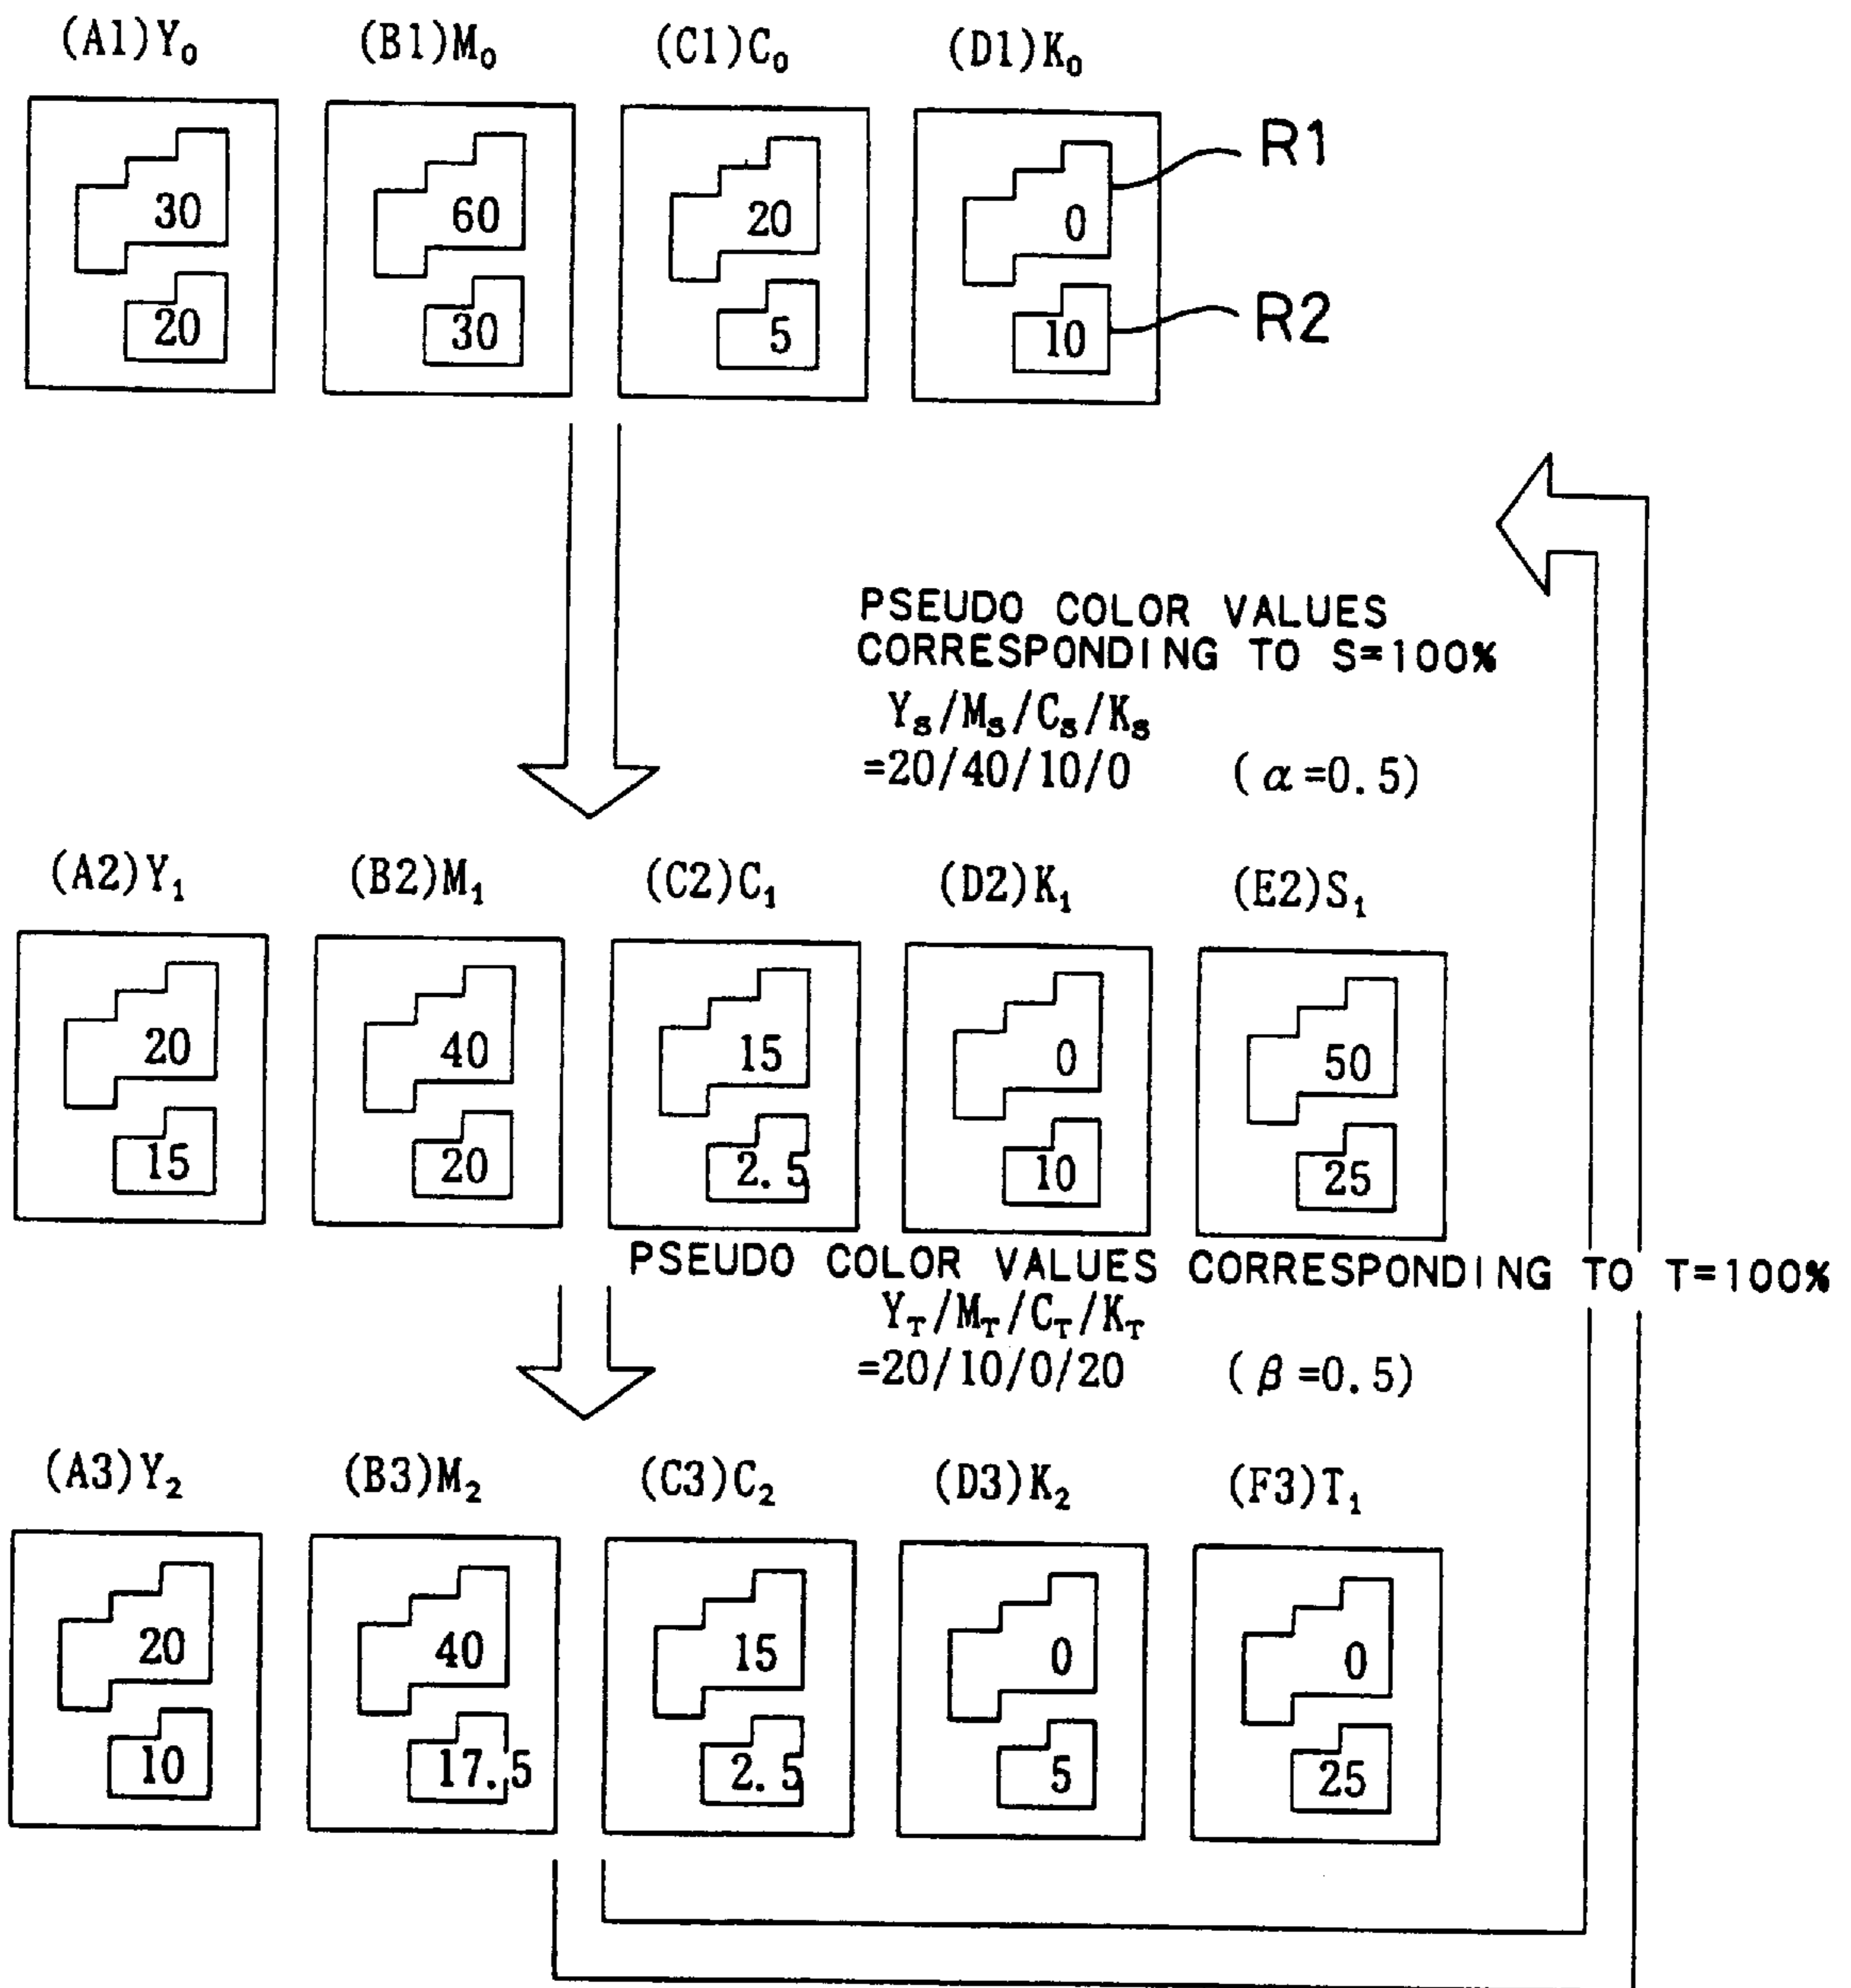 (A1)Y₀ (B1)M₀ (C1)C₀ (D1)K₀
R1
30 60 20 0
R2
20 30 5 10
PSEUDO COLOR VALUES
CORRESPONDING TO S=100%
Yₛ/Mₛ/Cₛ/Kₛ
=20/40/10/0 (α=0.5)
(A2)Y₁ (B2)M₁ (C2)C₁ (D2)K₁ (E2)S₁
20 40 15 0 50
15 20 2.5 10 25
PSEUDO COLOR VALUES CORRESPONDING TO T=100%
Y_T/M_T/C_T/K_T
=20/10/0/20 (β=0.5)
(A3)Y₂ (B3)M₂ (C3)C₂ (D3)K₂ (F3)T₁
20 40 15 0 0
10 17.5 2.5 5 25